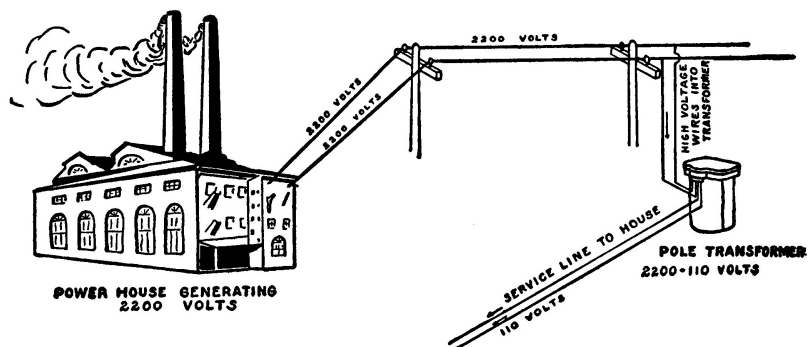 2200 VOLTS
2200 VOLTS
2200 VOLTS
HIGH VOLTAGE
WIRES INTO
TRANSFORMER
SERVICE LINE TO HOUSE
110 VOLTS
POLE TRANSFORMER
2200-110 VOLTS
POWER HOUSE GENERATING
2200 VOLTS